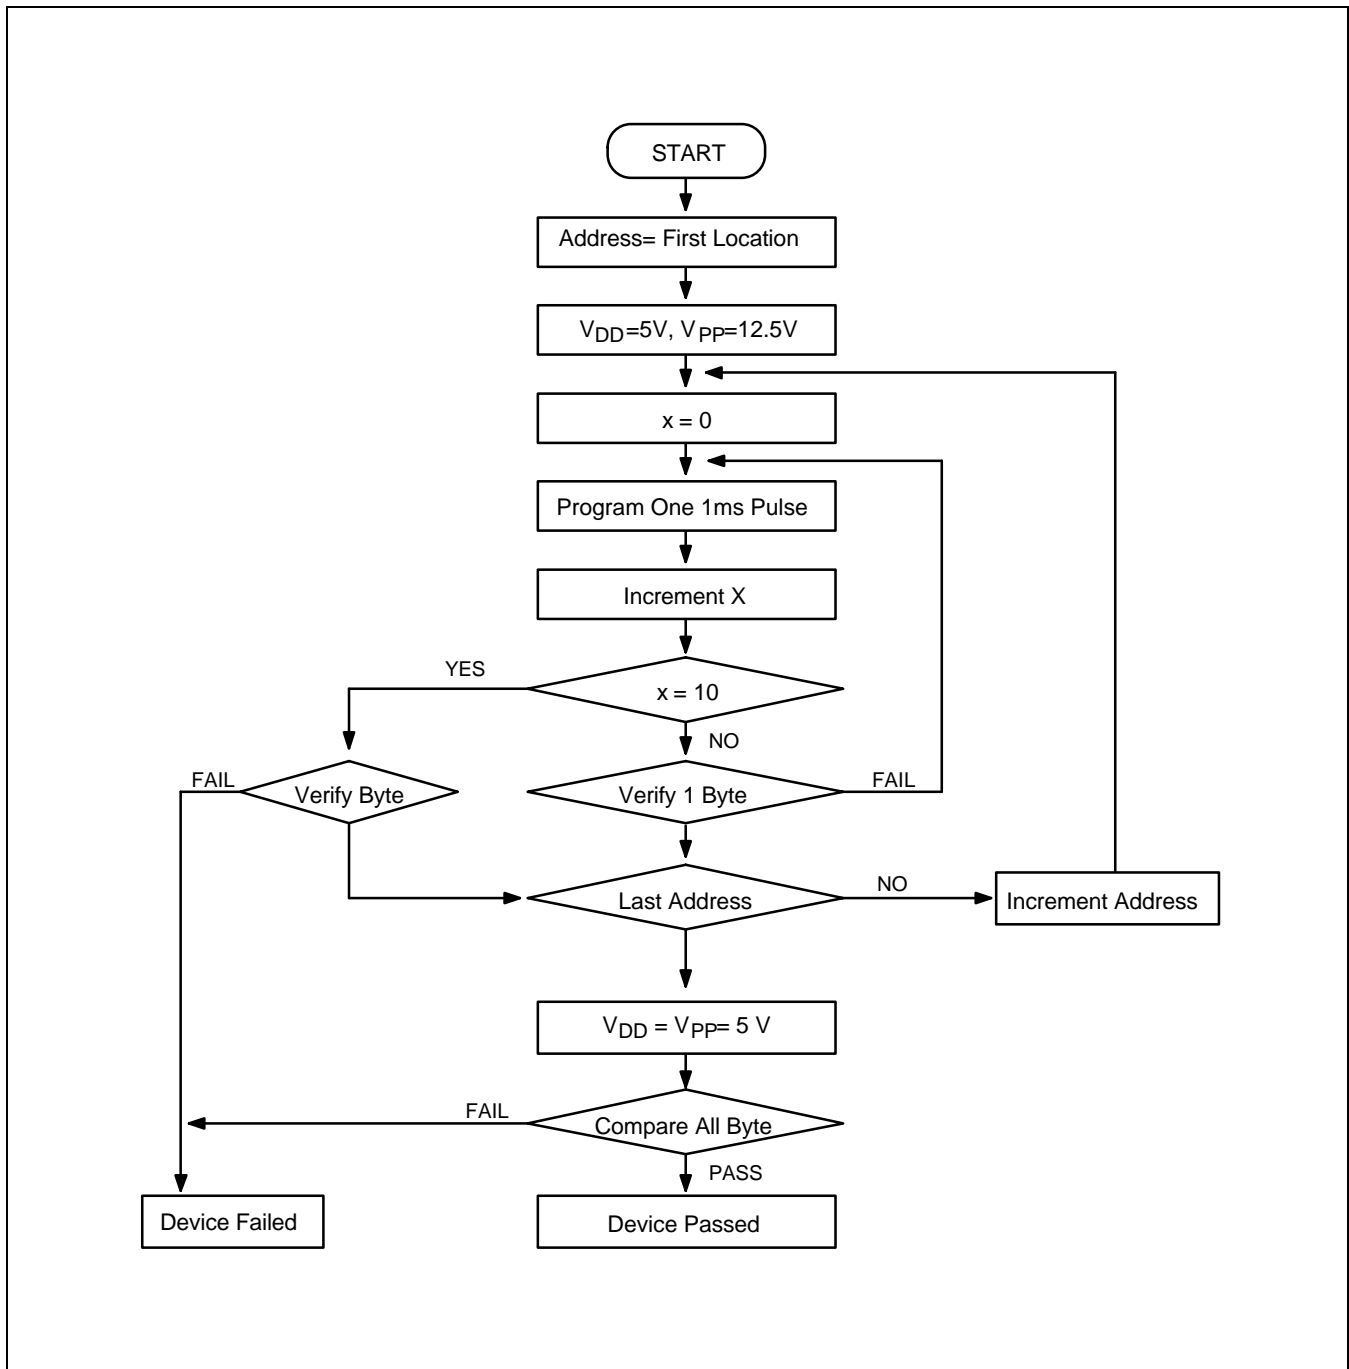 START
Address= First Location
VDD=5V, VPP=12.5V
x = 0
Program One 1ms Pulse
Increment X
YES
x = 10
NO
FAIL
Verify Byte
Verify 1 Byte
FAIL
Last Address
NO
Increment Address
VDD = VPP= 5 V
FAIL
Compare All Byte
PASS
Device Failed
Device Passed